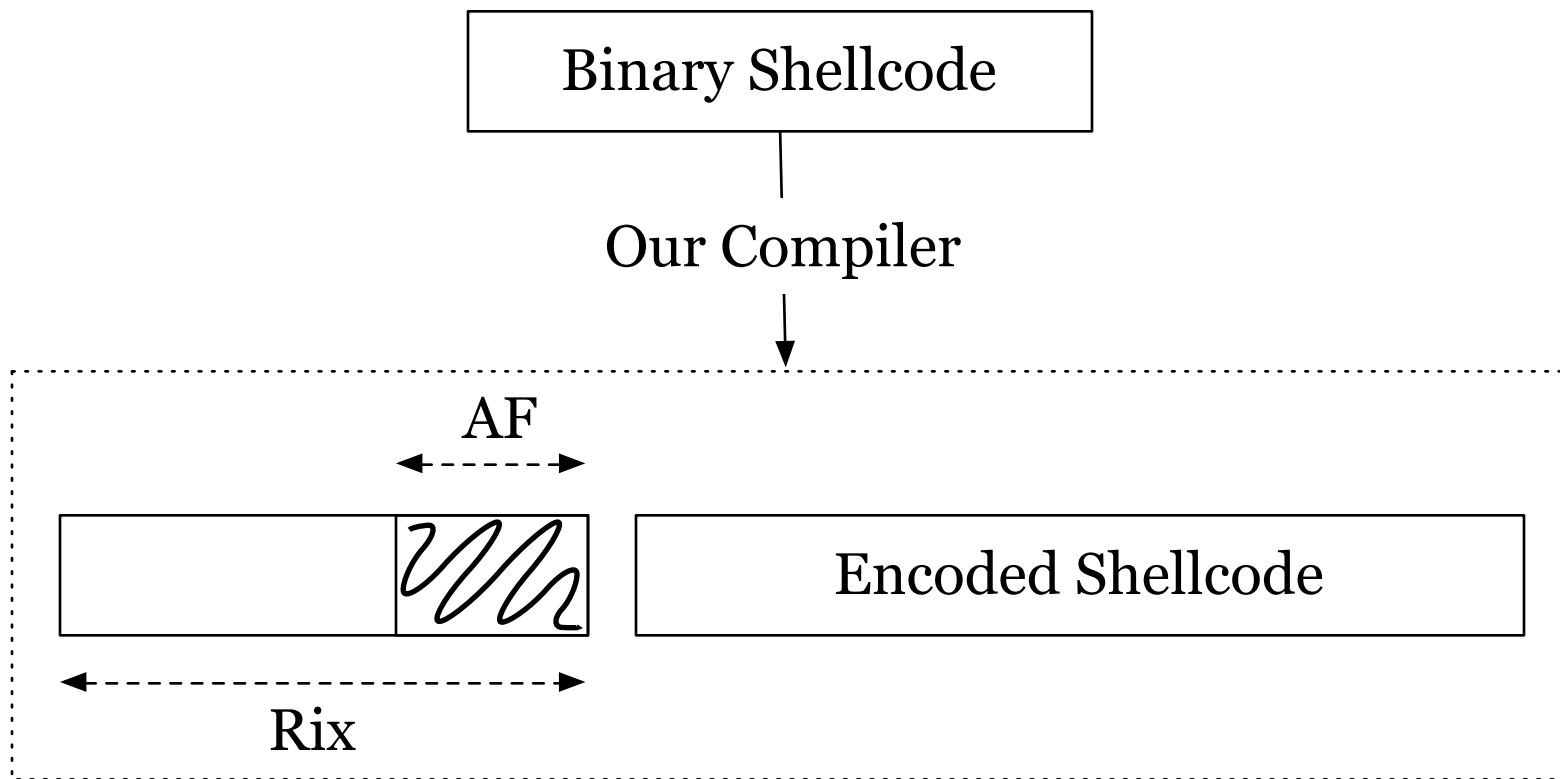 Binary Shellcode
Our Compiler
AF
Encoded Shellcode
Rix